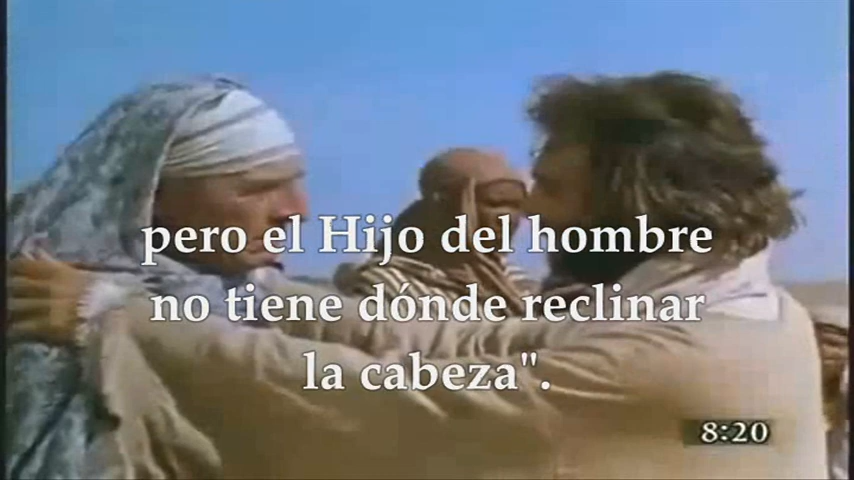 pero el Hijo del hombre
no tiene dónde reclinar
la cabeza".
8:20